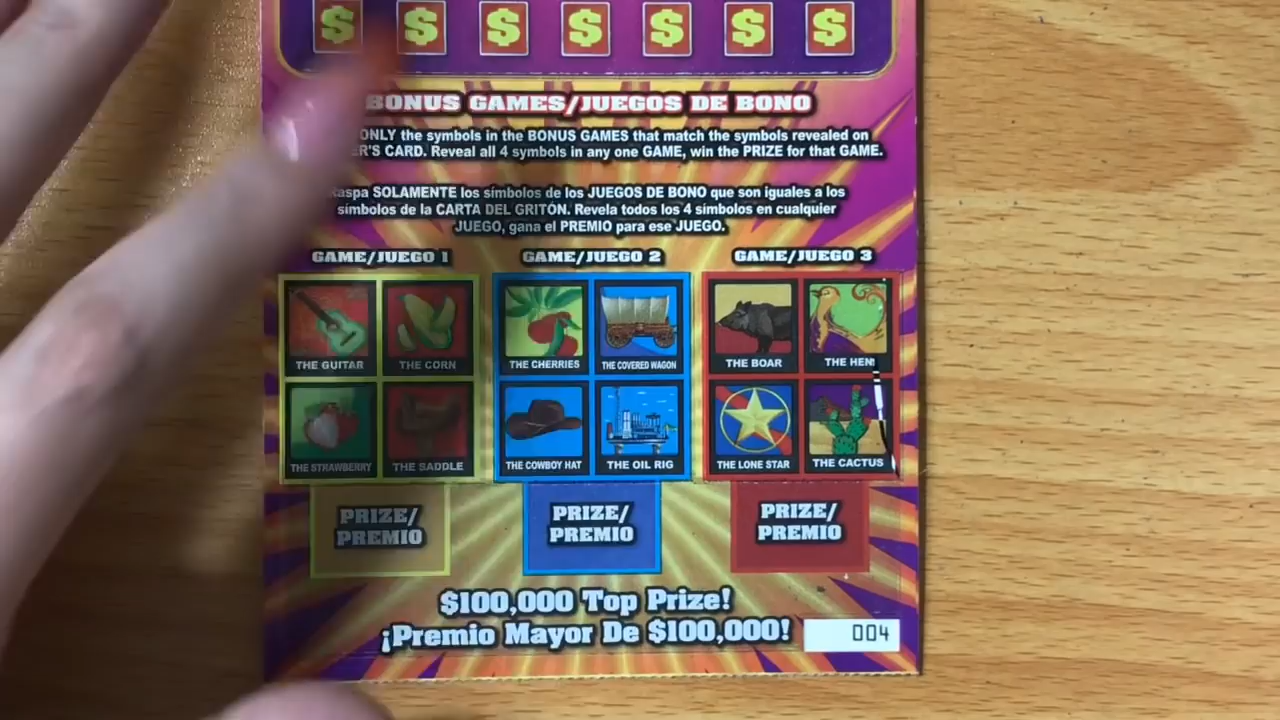 $ $ $ $ $ $ $
BONUS GAMES/JUEGOS DE BONO
ONLY the symbols in the BONUS GAMES that match the symbols revealed on
CARD. Reveal all 4 symbols in any one GAME, win the PRIZE for that GAME.
SOLAMENTE los símbolos de los JUEGOS DE BONO que son iguales a los
símbolos de la CARTA DEL GRITÓN. Revela todos los 4 símbolos en cualquier
JUEGO, gana el PREMIO para ese JUEGO.
GAME/JUEGO 1 GAME/JUEGO 2 GAME/JUEGO 3
THE GUITAR THE CORN THE CHERRIES THE COVERED WAGON THE BOAR THE HEN
THE STRAWBERRY THE SADDLE THE COWBOY HAT THE OIL RIG THE LONE STAR THE CACTUS
PRIZE/ PRIZE/ PRIZE/
PREMIO PREMIO PREMIO
$100,000 Top Prize!
¡Premio Mayor De $100,000!
004